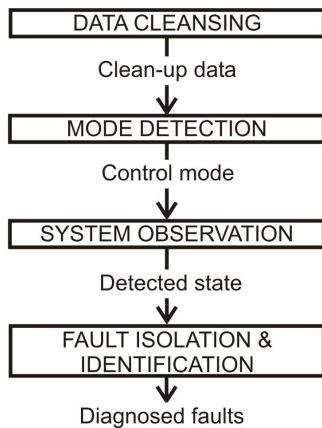 DATA CLEANSING
Clean-up data
MODE DETECTION
Control mode
SYSTEM OBSERVATION
Detected state
FAULT ISOLATION &
IDENTIFICATION
Diagnosed faults